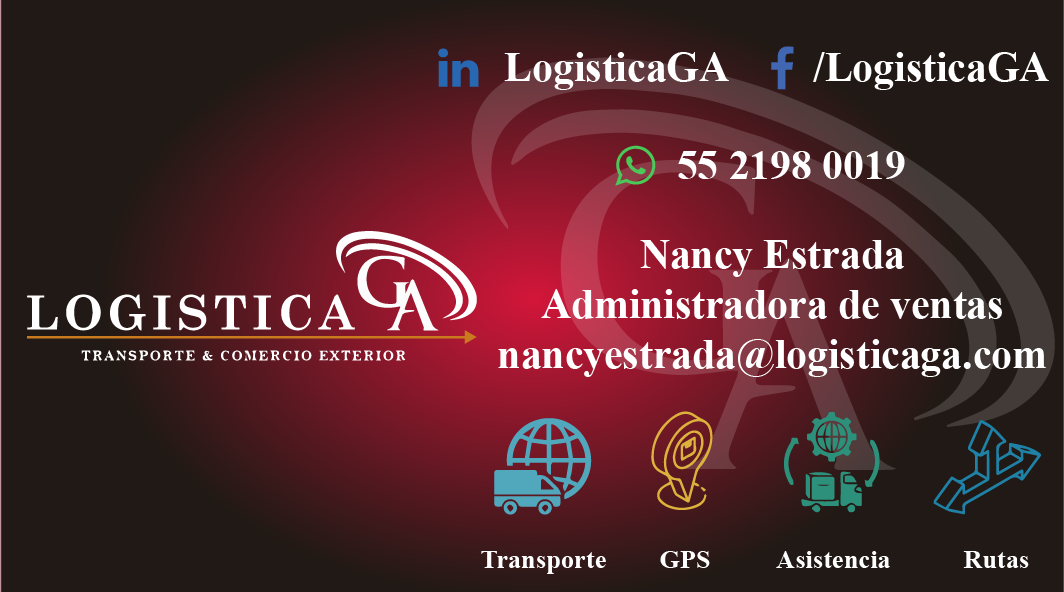 LogisticaGA /LogisticaGA
55 2198 0019
Nancy Estrada
Administradora de ventas
nancyestrada@logisticaga.com
LOGISTICA GA
TRANSPORTE & COMERCIO EXTERIOR
Transporte GPS Asistencia Rutas